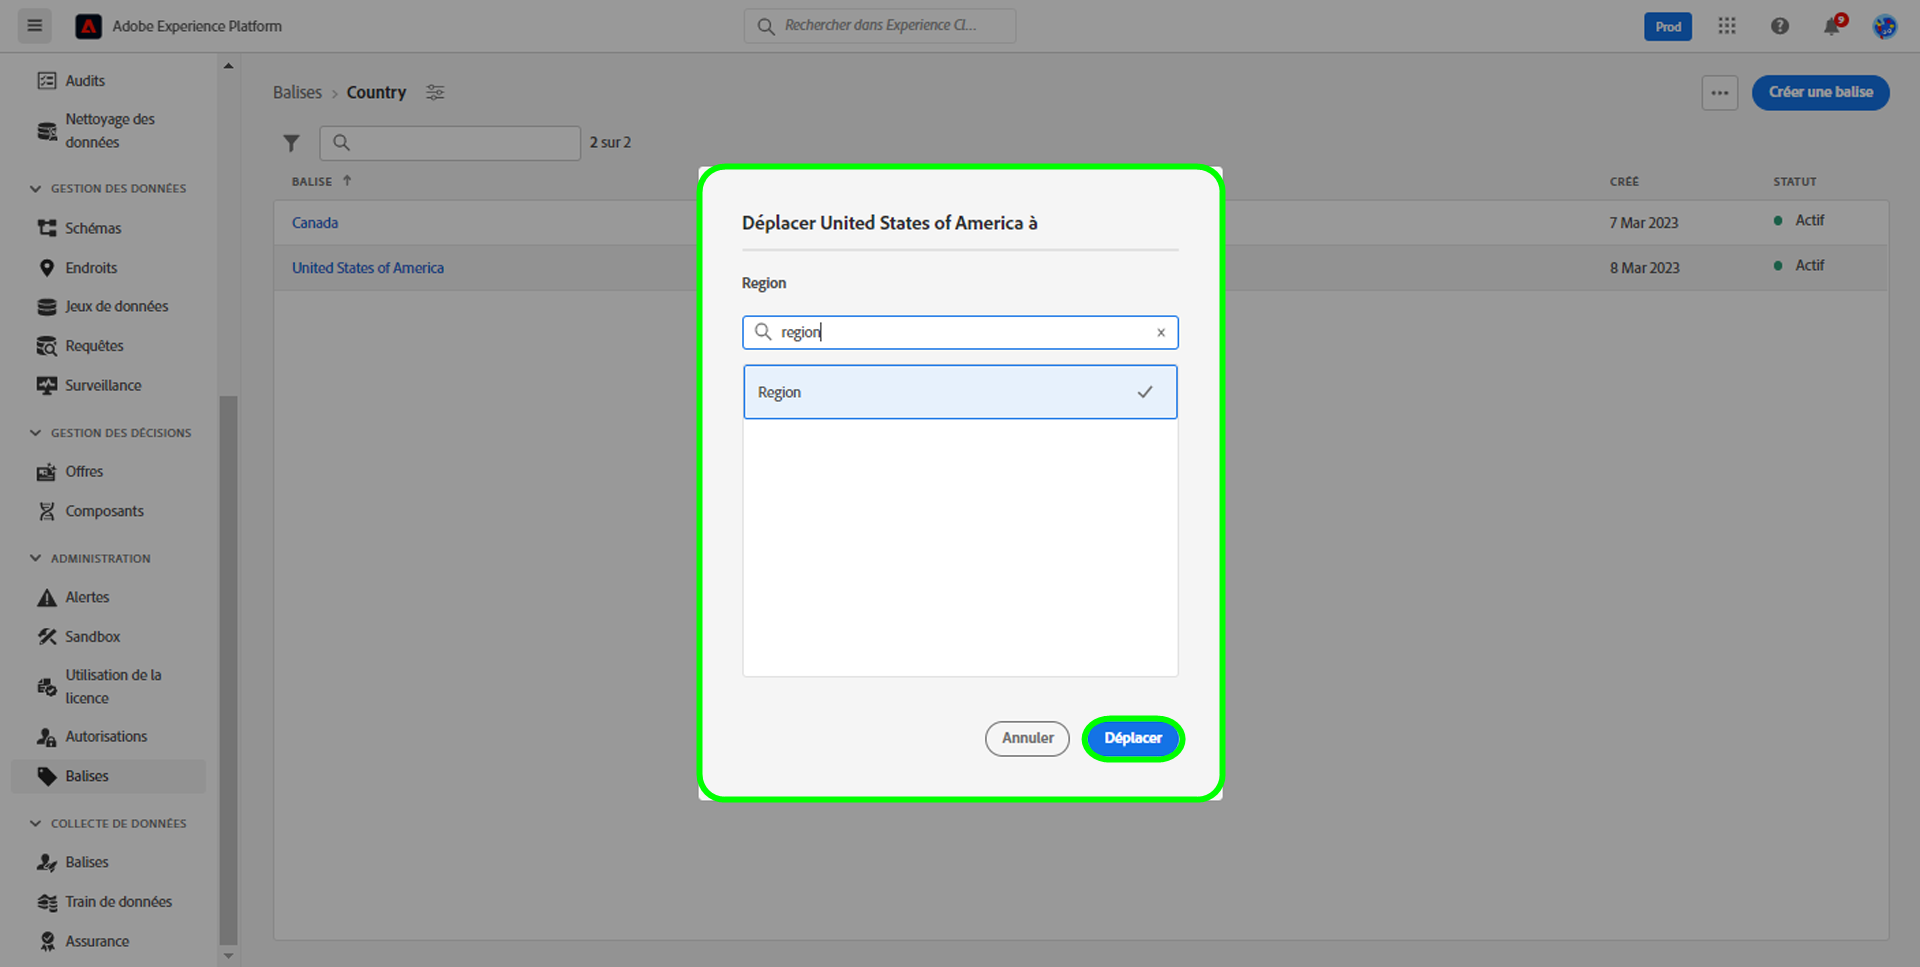 Adobe Experience Platform
Rechercher dans Experience Cl...
Prod
9
Audits
Nettoyage des
données
GESTION DES DONNÉES
Schémas
Endroits
Jeux de données
Requêtes
Surveillance
GESTION DES DÉCISIONS
Offres
Composants
ADMINISTRATION
Alertes
Sandbox
Utilisation de la
licence
Autorisations
Balises
COLLECTE DE DONNÉES
Balises
Train de données
Assurance
Balises > Country
Créer une balise
2 sur 2
BALISE CRÉÉ STATUT
Canada 7 Mar 2023 Actif
United States of America 8 Mar 2023 Actif
Déplacer United States of America à
Region
region
Region
Annuler Déplacer